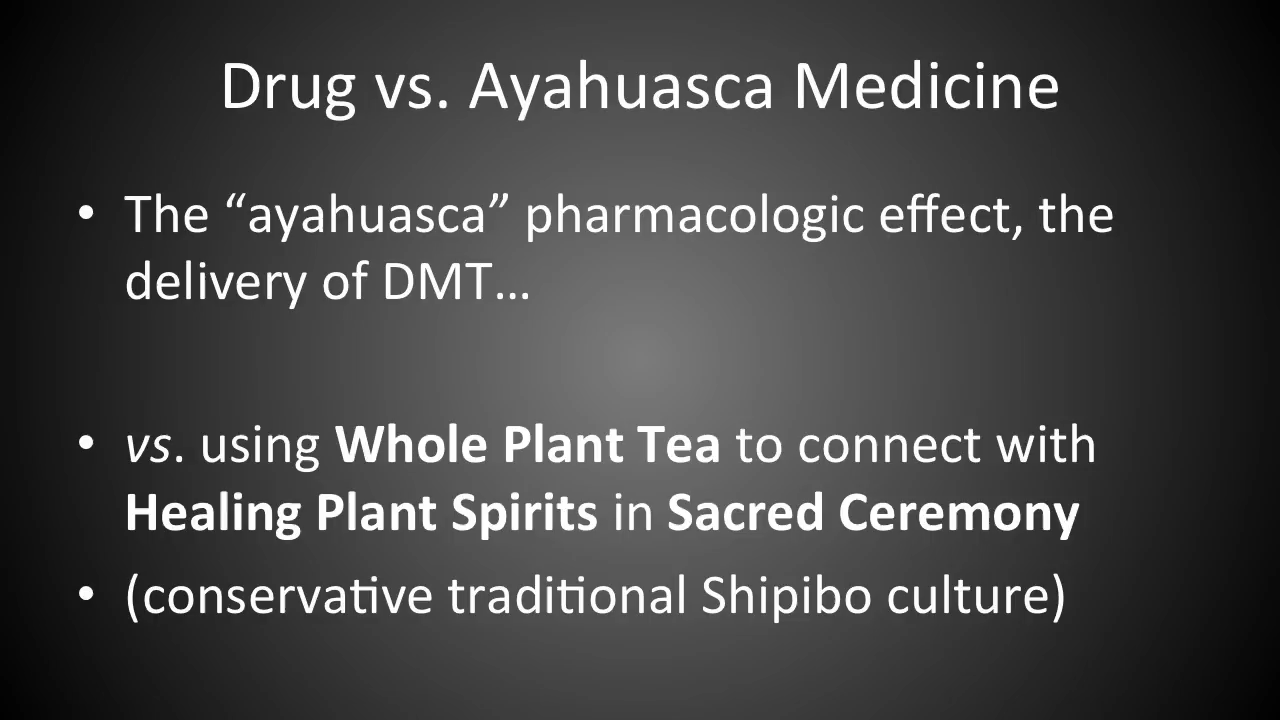 Drug vs. Ayahuasca Medicine
• The “ayahuasca” pharmacologic effect, the
delivery of DMT…
• vs. using Whole Plant Tea to connect with
Healing Plant Spirits in Sacred Ceremony
• (conservative traditional Shipibo culture)